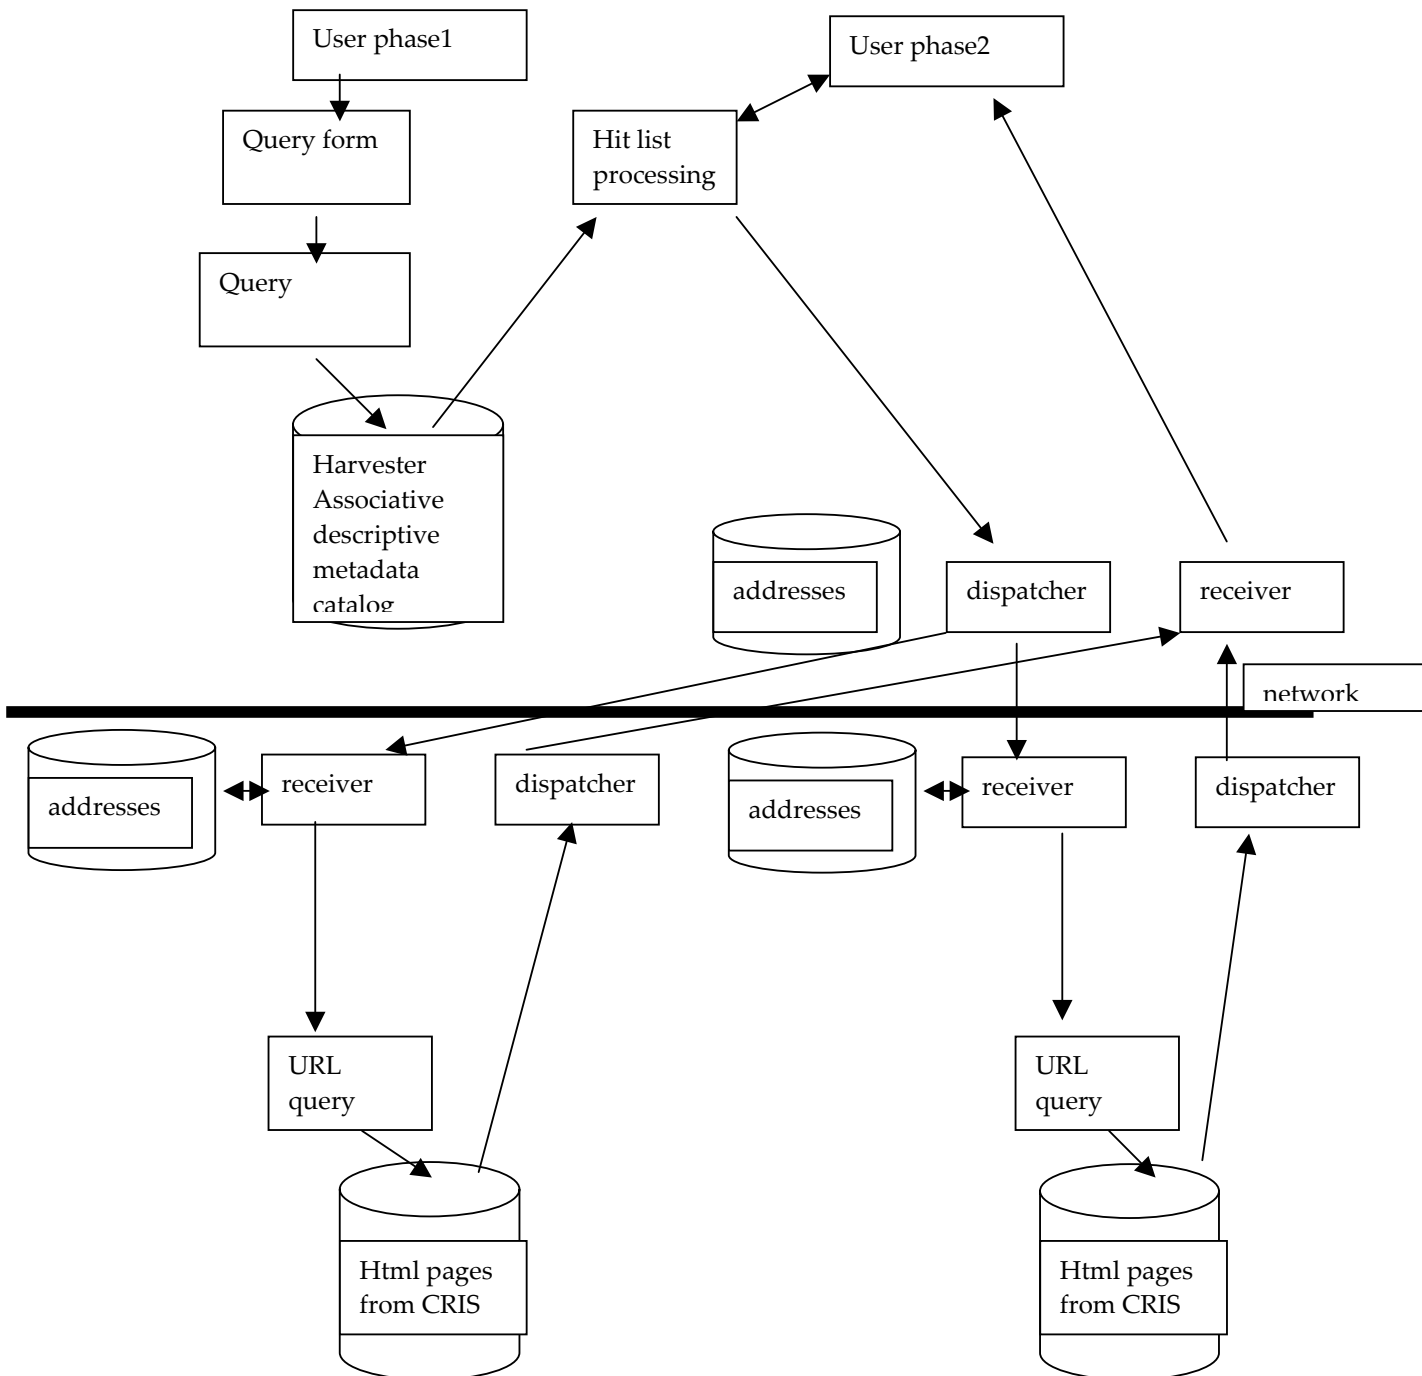 User phase1
User phase2
Query form
Hit list
processing
Query
Harvester
Associative
descriptive
metadata
catalog
addresses
dispatcher
receiver
network
addresses
receiver
dispatcher
addresses
receiver
dispatcher
URL
query
URL
query
Html pages
from CRIS
Html pages
from CRIS